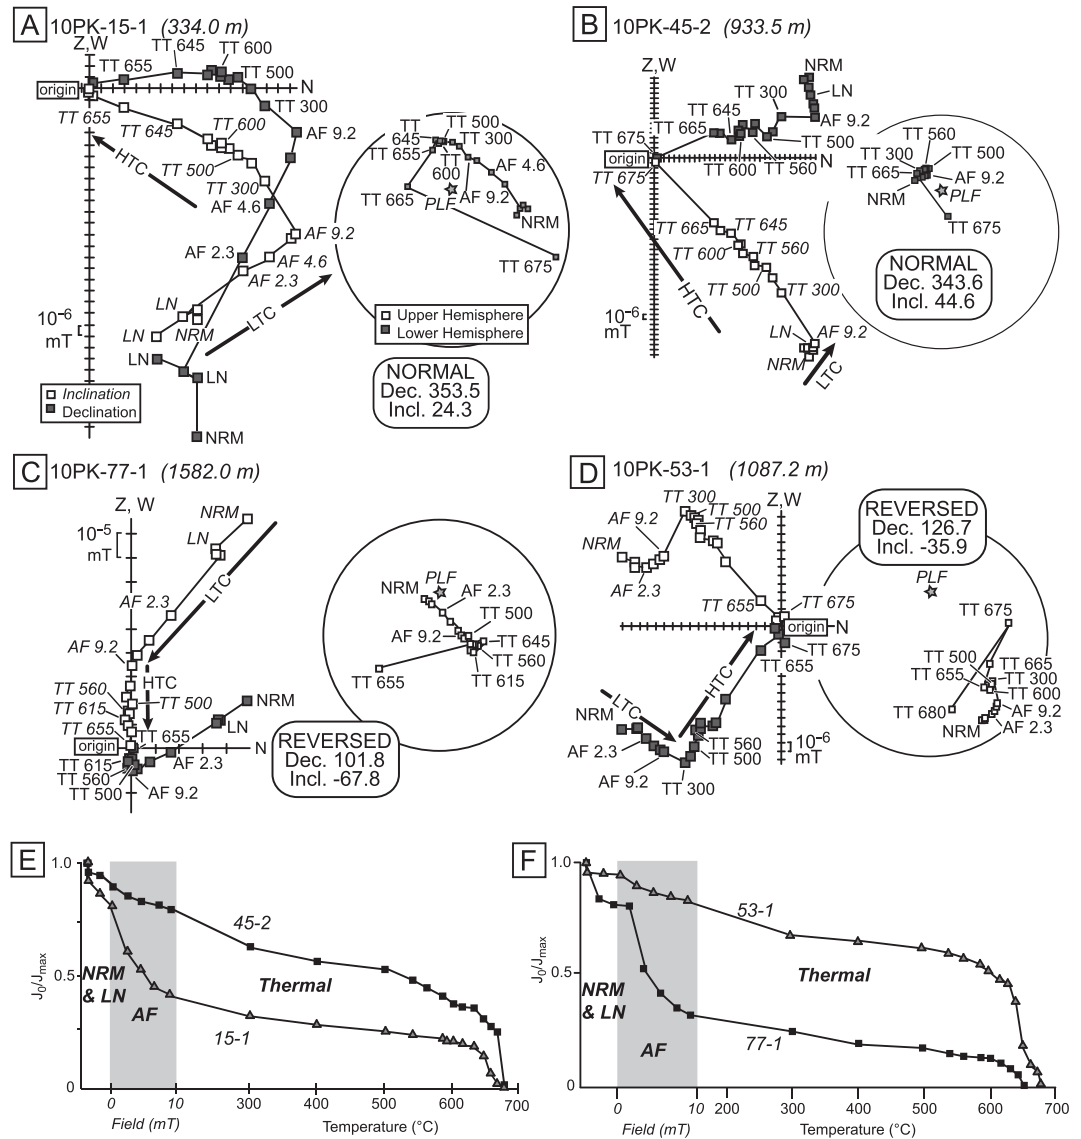 A 10PK-15-1 (334.0 m)
Z,W
TT 645
TT 600
TT 655
TT 500
N
origin
TT 300
TT 655
TT 645
TT 600
AF 9.2
TT 500
HTC
TT 300
AF 4.6
AF 9.2
AF 2.3
AF 4.6
AF 2.3
LN
LTC
10-6
mT
NRM
LN
LN
LN
Inclination
Declination
NRM
TT
645
TT 500
TT 300
TT 655
TT
600
AF 4.6
TT 665
PLF
AF 9.2
NRM
TT 675
Upper Hemisphere
Lower Hemisphere
NORMAL
Dec. 353.5
Incl. 24.3
B 10PK-45-2 (933.5 m)
Z,W
NRM
LN
TT 300
TT 645
AF 9.2
TT 665
TT 675
TT 500
origin
N
TT 600
TT 560
TT 675
TT 665
TT 645
TT 600
TT 560
TT 500
TT 300
HTC
10-6
mT
LN
AF 9.2
NRM
LTC
TT 560
TT 300
TT 500
TT 665
AF 9.2
NRM
PLF
TT 675
NORMAL
Dec. 343.6
Incl. 44.6
C 10PK-77-1 (1582.0 m)
Z, W
NRM
10-5
mT
LN
LTC
AF 2.3
AF 9.2
HTC
TT 560
TT 500
TT 615
NRM
TT 655
TT 655
LN
origin
N
TT 615
AF 2.3
TT 560
TT 500
AF 9.2
PLF
NRM
AF 2.3
TT 500
AF 9.2
TT 645
TT 560
TT 655
TT 615
REVERSED
Dec. 101.8
Incl. -67.8
D 10PK-53-1 (1087.2 m)
TT 300
Z,W
TT 500
AF 9.2
TT 560
NRM
AF 2.3
TT 655
TT 675
origin
N
TT 675
TT 655
HTC
LTC
NRM
AF 2.3
TT 560
TT 500
10-6
mT
AF 9.2
TT 300
REVERSED
Dec. 126.7
Incl. -35.9
PLF
TT 675
TT 500
TT 665
TT 655
TT 300
TT 600
TT 680
AF 9.2
NRM
AF 2.3
E
1.0
45-2
J0/Jmax
0.5
NRM
& LN
Thermal
AF
15-1
0
0
10
300
400
500
600
700
Field (mT)
Temperature (°C)
F
1.0
53-1
J0/Jmax
0.5
NRM
& LN
Thermal
AF
77-1
0
0
10
200
300
400
500
600
700
Field (mT)
Temperature (°C)